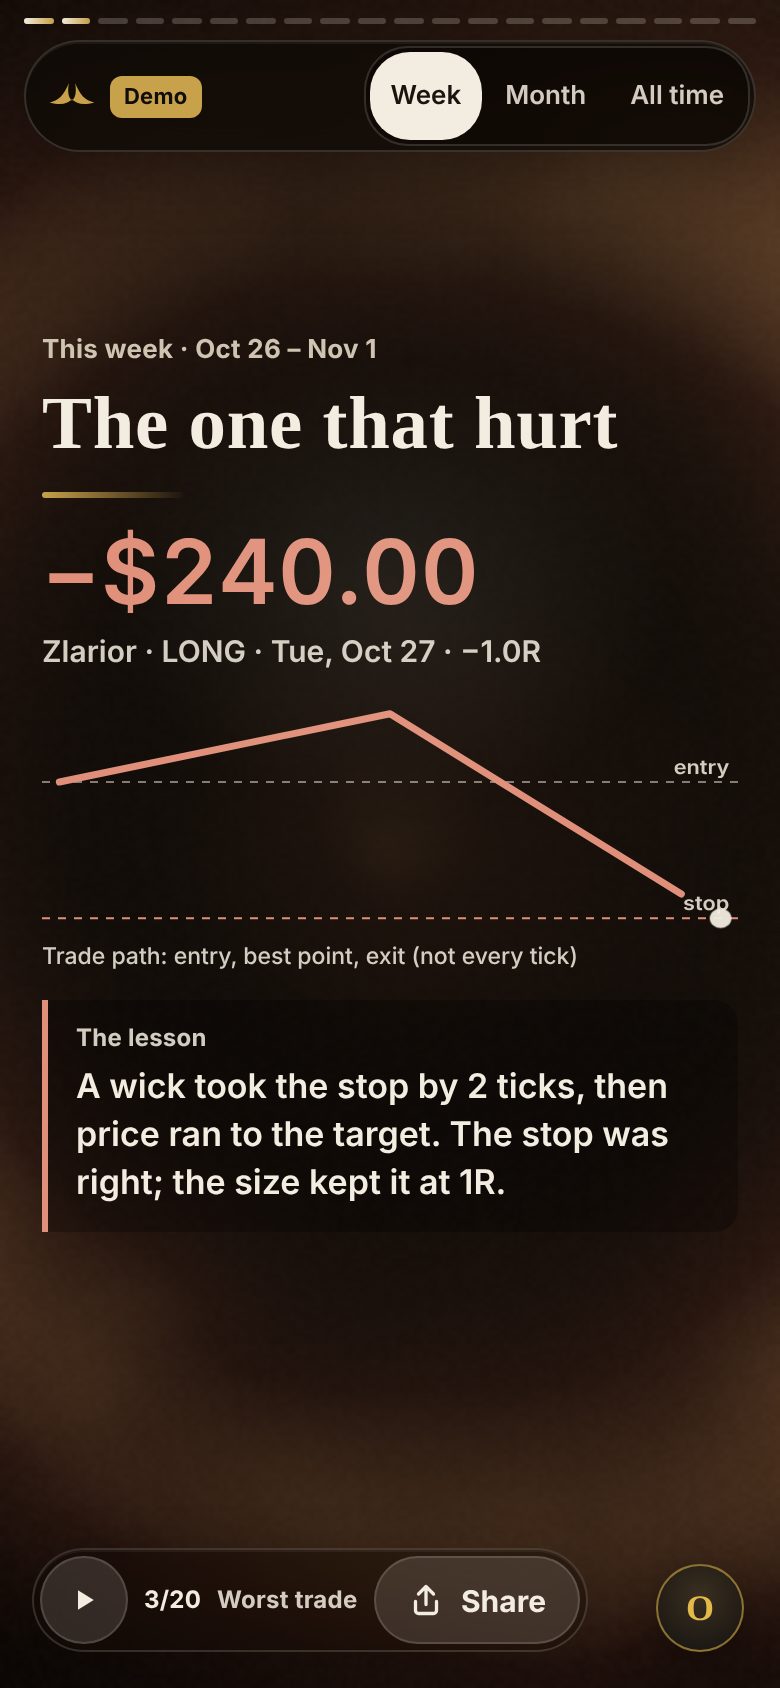 Demo
Week
Month
All time
This week · Oct 26 – Nov 1
The one that hurt
−$240.00
Zlarior · LONG · Tue, Oct 27 · −1.0R
entry
stop
Trade path: entry, best point, exit (not every tick)
The lesson
A wick took the stop by 2 ticks, then
price ran to the target. The stop was
right; the size kept it at 1R.
3/20 Worst trade
Share
O